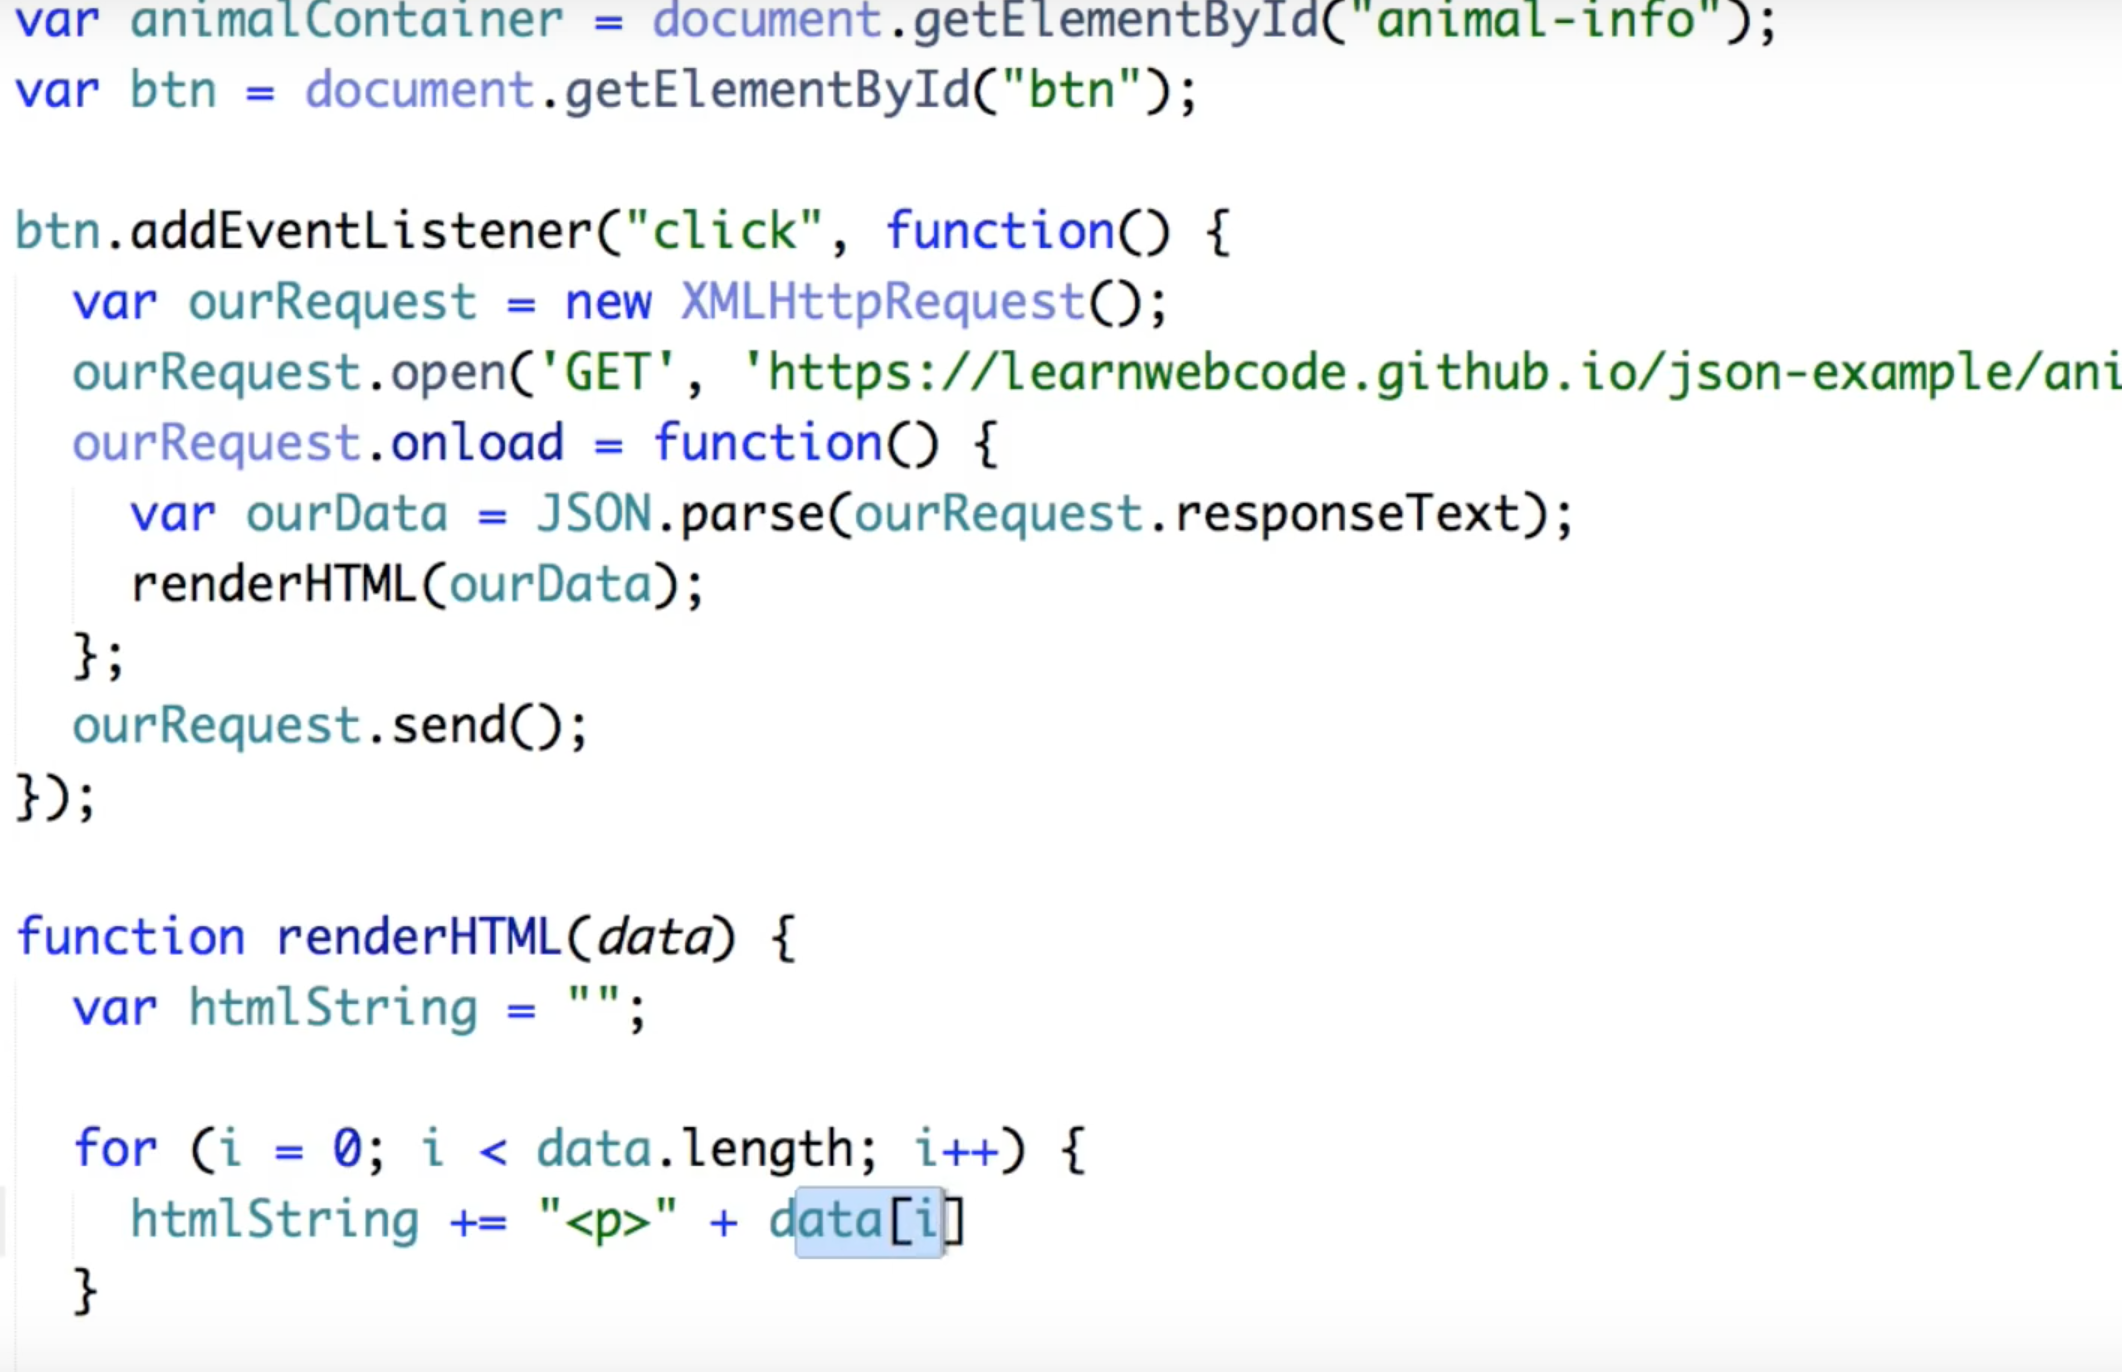 var animalContainer = document.getElementById("animal-info");
var btn = document.getElementById("btn");
btn.addEventListener("click", function() {
var ourRequest = new XMLHttpRequest();
ourRequest.open('GET', 'https://learnwebcode.github.io/json-example/ani
ourRequest.onload = function() {
var ourData = JSON.parse(ourRequest.responseText);
renderHTML(ourData);
};
ourRequest.send();
});
function renderHTML(data) {
var htmlString = "";
for (i = 0; i < data.length; i++) {
htmlString += "<p>" + data[i]
}